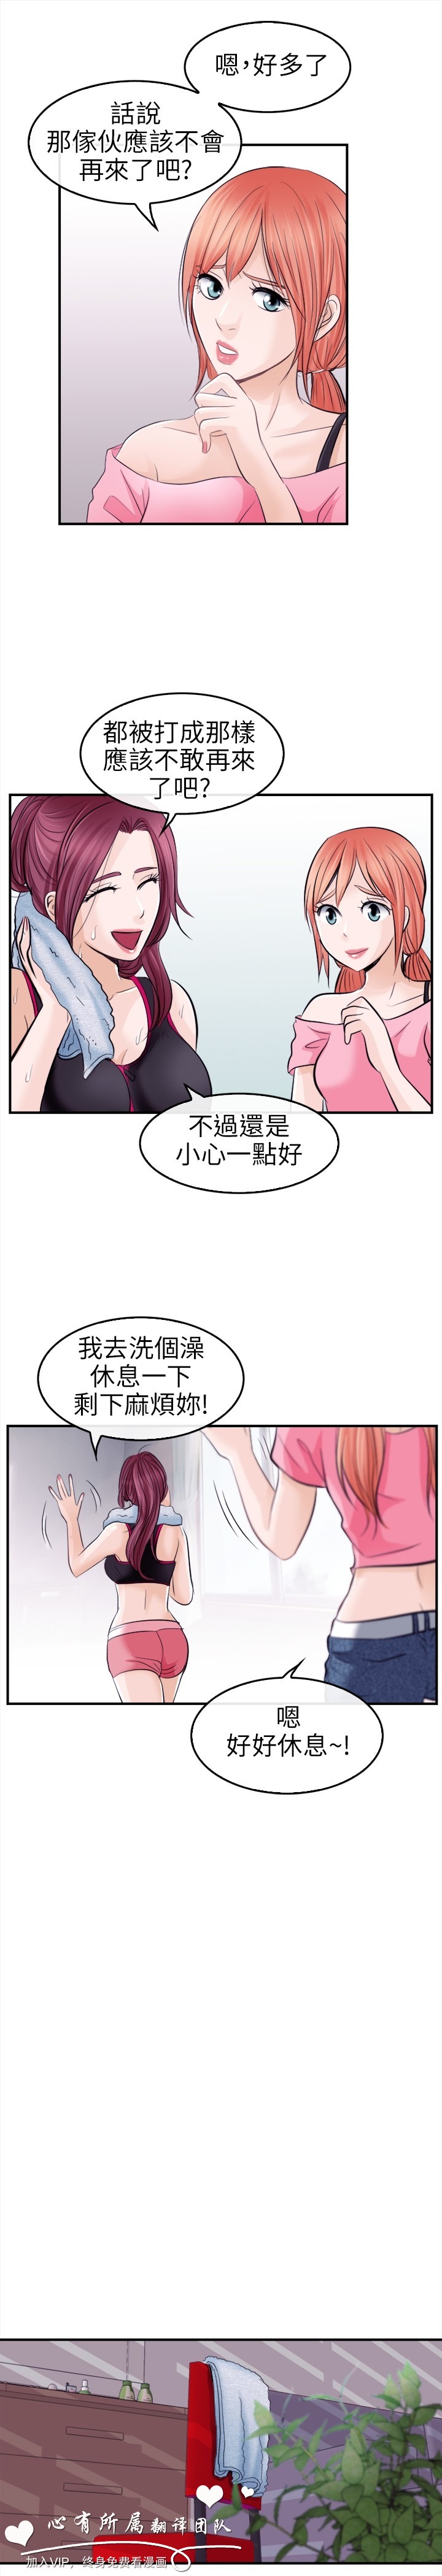 嗯，好多了
話說
那傢伙應該不會
再來了吧?
都被打成那樣
應該不敢再來
了吧?
不過還是
小心一點好
我去洗個澡
休息一下
剩下麻煩妳!
嗯
好好休息~!
心有所属翻译团队
加入VIP，终身免费看漫画